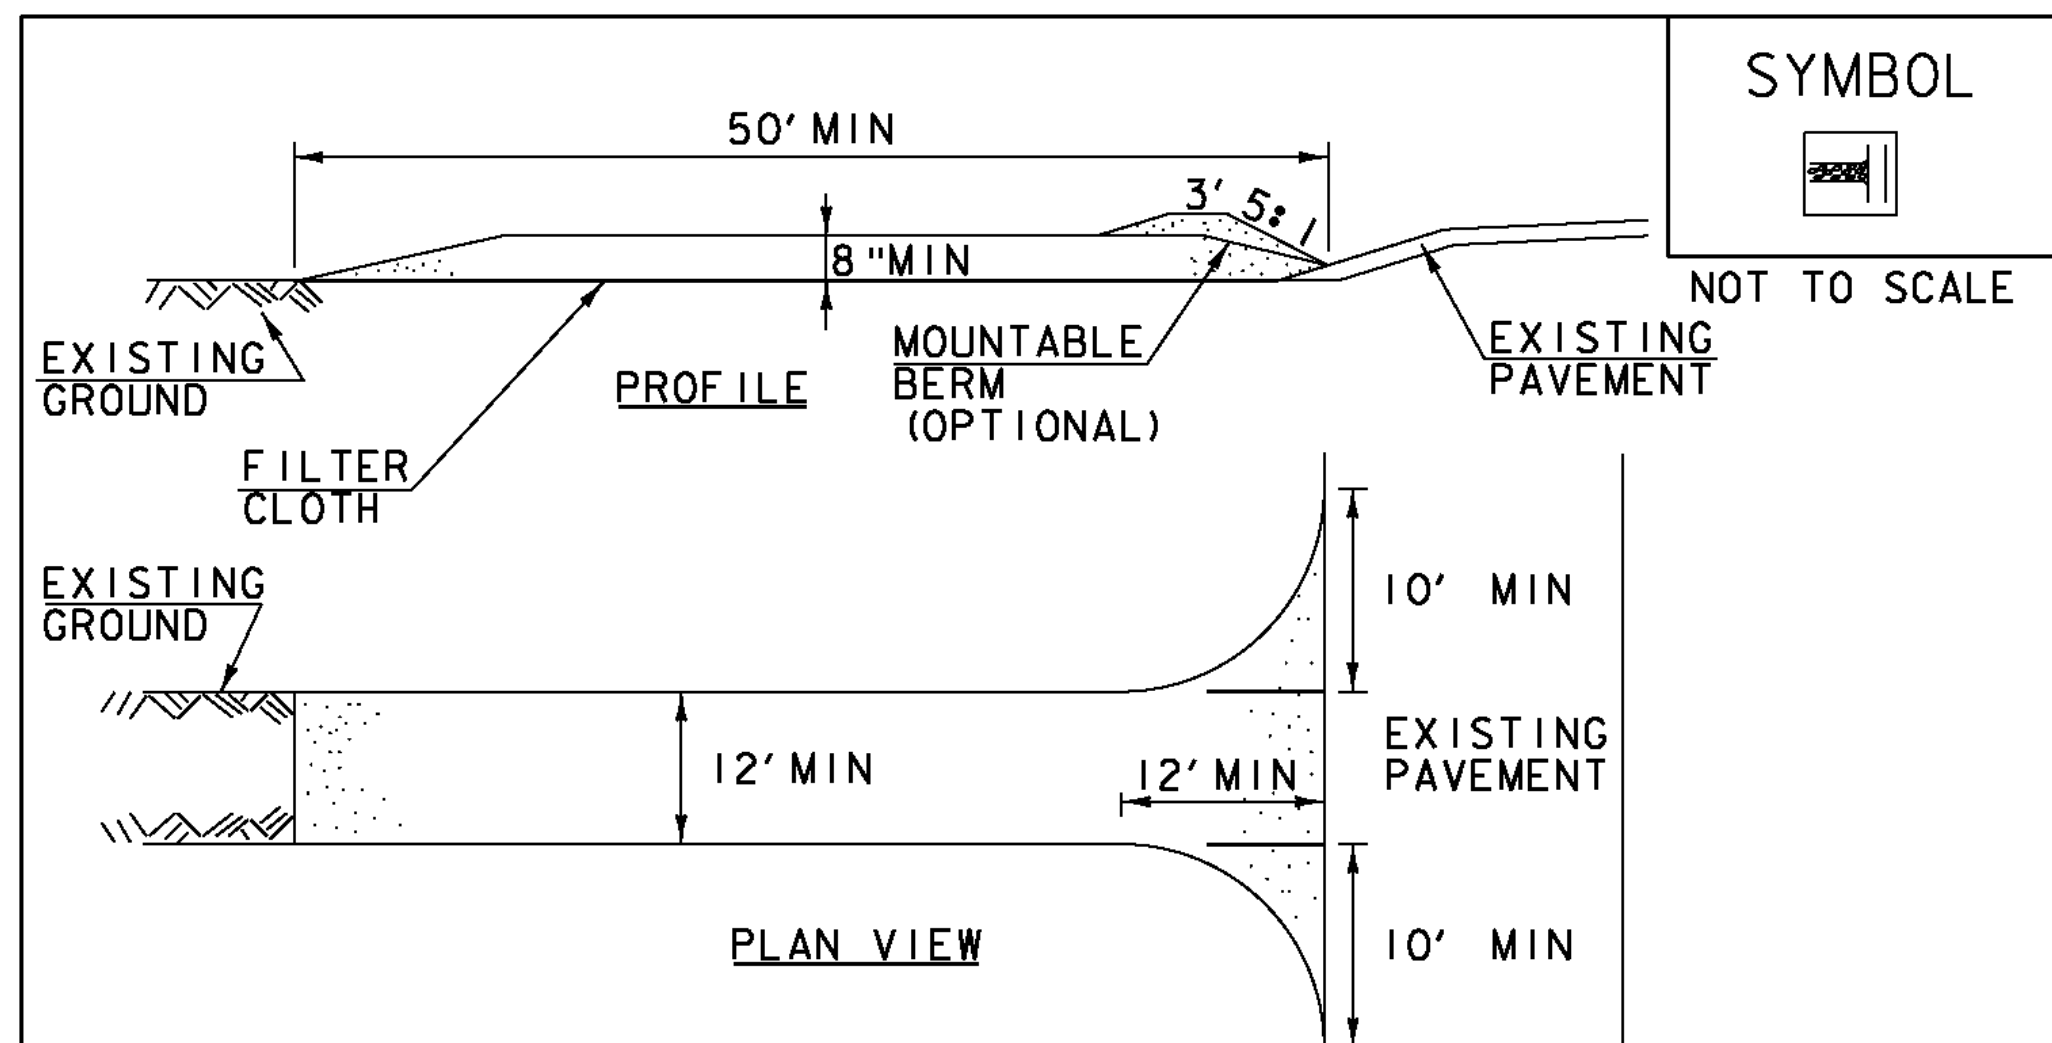 SYMBOL
NOT TO SCALE
50' MIN
3' 5:1
8"MIN
EXISTING
GROUND
PROFILE
MOUNTABLE
BERM
(OPTIONAL)
EXISTING
PAVEMENT
FILTER
CLOTH
EXISTING
GROUND
10' MIN
12' MIN
12' MIN
EXISTING
PAVEMENT
PLAN VIEW
10' MIN